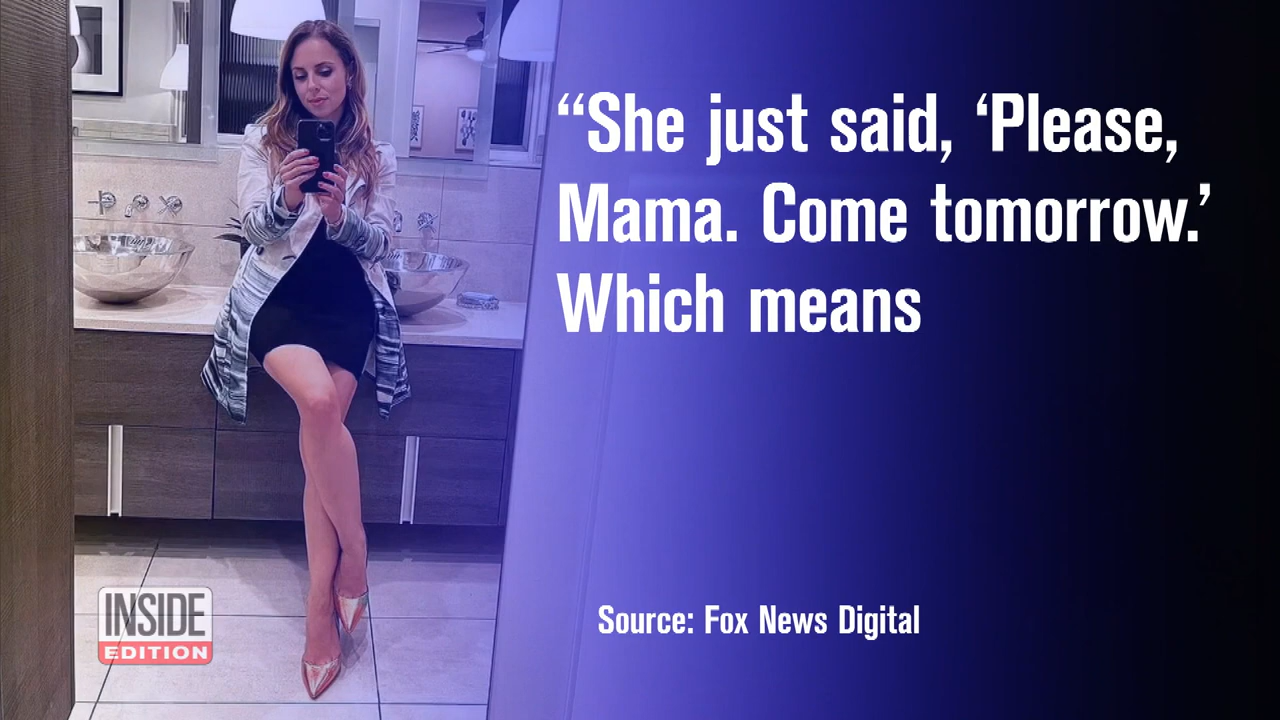 “She just said, ‘Please,
Mama. Come tomorrow.’
Which means
Source: Fox News Digital
INSIDE
EDITION